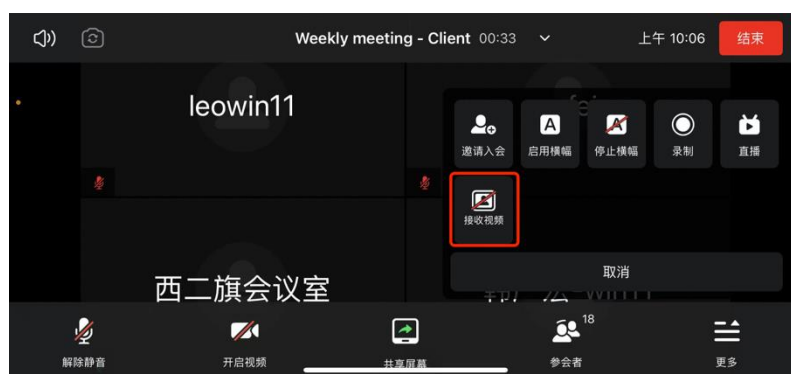 Weekly meeting - Client 00:33
上午 10:06
结束
leowin11
邀请入会
启用横幅
停止横幅
录制
直播
接收视频
取消
西二旗会议室
解除静音
开启视频
共享屏幕
参会者
18
更多